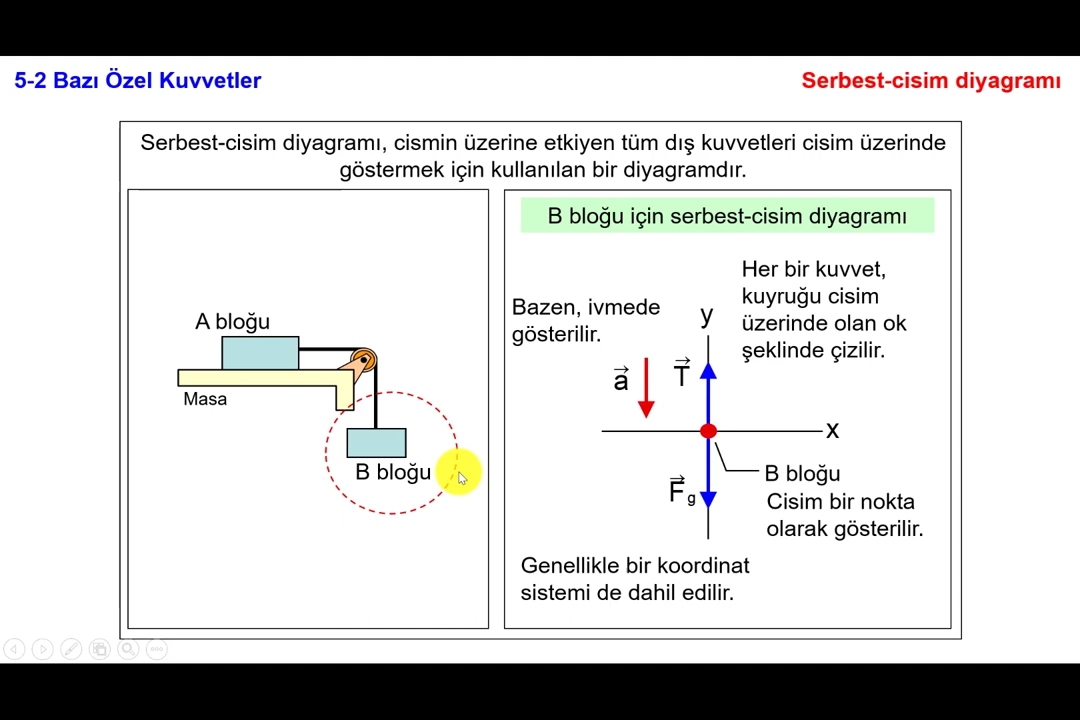 5-2 Bazı Özel Kuvvetler
Serbest-cisim diyagramı
Serbest-cisim diyagramı, cismin üzerine etkiyen tüm dış kuvvetleri cisim üzerinde
göstermek için kullanılan bir diyagramdır.
A bloğu
Masa
B bloğu
B bloğu için serbest-cisim diyagramı
Bazen, ivmede
gösterilir.
Her bir kuvvet,
kuyruğu cisim
üzerinde olan ok
şeklinde çizilir.
y
a
T
x
F g
B bloğu
Cisim bir nokta
olarak gösterilir.
Genellikle bir koordinat
sistemi de dahil edilir.